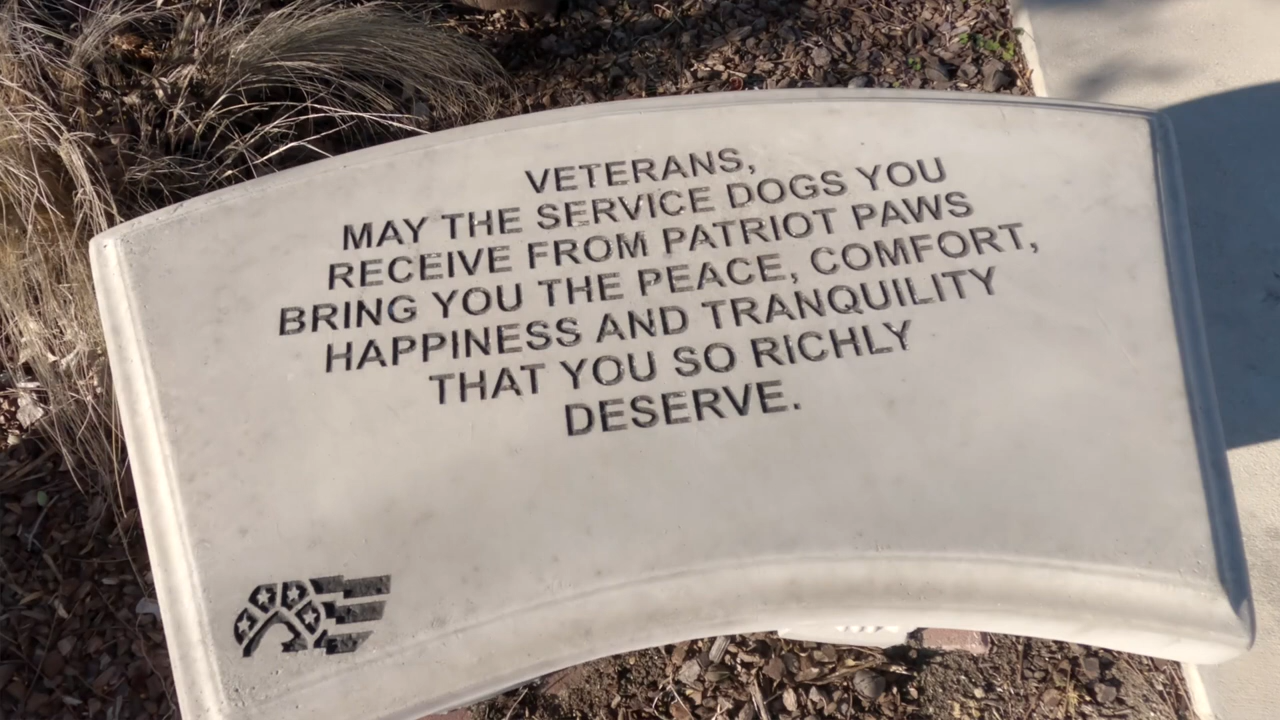 VETERANS,
MAY THE SERVICE DOGS YOU
RECEIVE FROM PATRIOT PAWS
BRING YOU THE PEACE, COMFORT,
HAPPINESS AND TRANQUILITY
THAT YOU SO RICHLY
DESERVE.